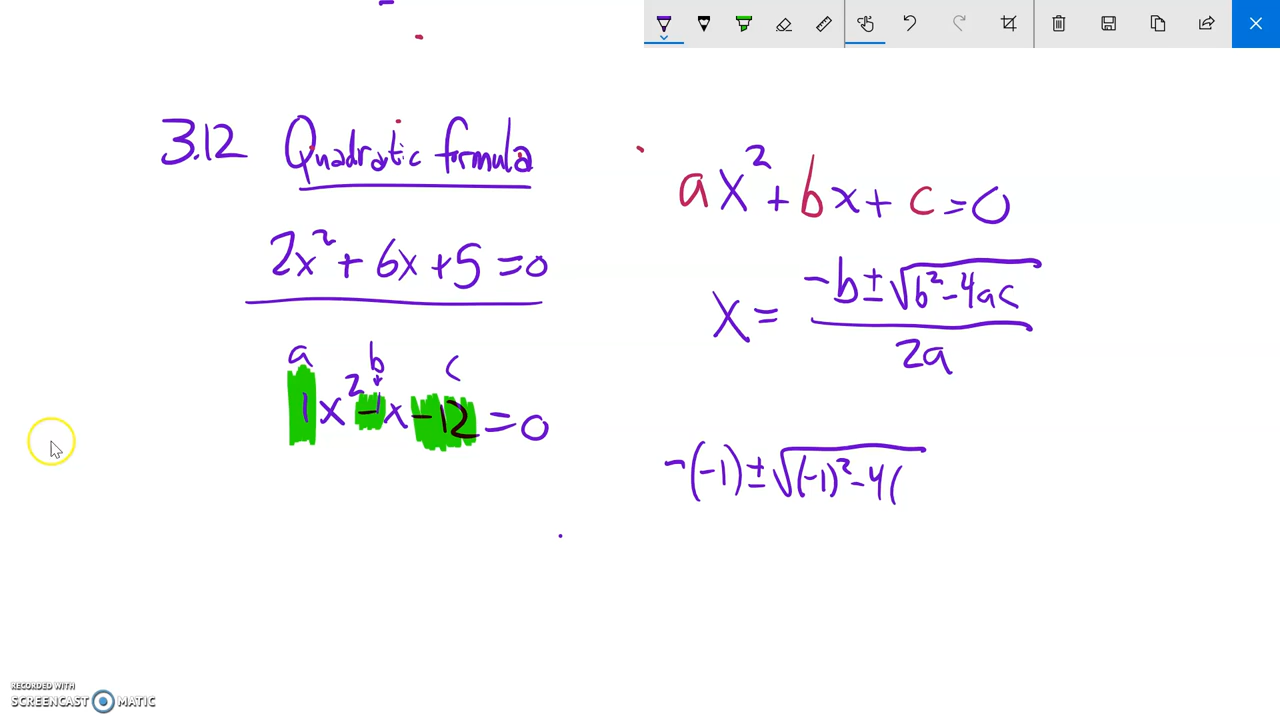 3.12 Quadratic formula
2x² + 6x + 5 = 0
a b c
1x² -1x -12 = 0
ax² + bx + c = 0
x = (-b ± √(b² - 4ac)) / 2a
-(-1) ± √((-1)² - 4(
RECORDED WITH
SCREENCAST MATIC